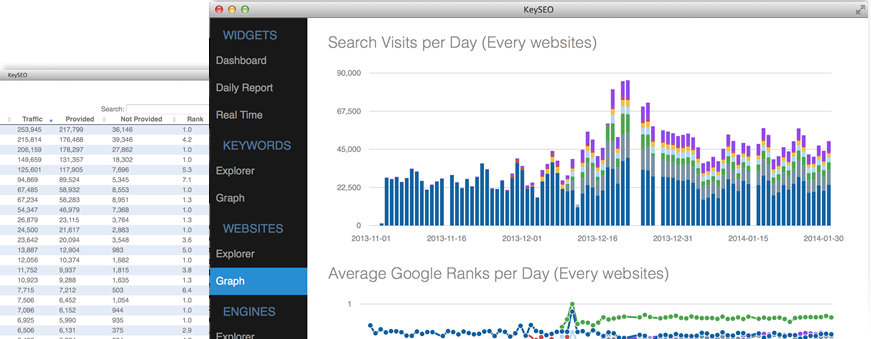 KeySEO
Search:
Traffic Provided Not Provided Rank
253,945 217,799 36,146 1.0
215,814 176,468 39,346 4.2
206,159 178,297 27,862 1.0
149,659 131,357 18,302 1.0
125,601 117,905 7,696 5.3
94,869 89,524 5,345 7.1
67,485 58,932 8,553 1.0
67,234 58,283 8,951 1.3
54,347 46,979 7,368 1.0
26,879 23,115 3,764 1.3
24,500 21,617 2,883 1.0
23,642 20,094 3,548 3.6
13,887 12,904 983 5.0
12,056 10,374 1,682 1.0
11,752 9,937 1,815 3.8
10,923 9,288 1,635 1.3
7,715 7,212 503 6.4
7,506 6,452 1,054 1.0
7,096 6,152 944 1.0
6,925 5,990 935 1.0
6,506 6,131 375 2.9
KeySEO
WIDGETS
Dashboard
Daily Report
Real Time
KEYWORDS
Explorer
Graph
WEBSITES
Explorer
Graph
ENGINES
Explorer
Search Visits per Day (Every websites)
90,000
67,500
45,000
22,500
0
2013-11-01 2013-11-16 2013-12-01 2013-12-16 2013-12-31 2014-01-15 2014-01-30
Average Google Ranks per Day (Every websites)
1